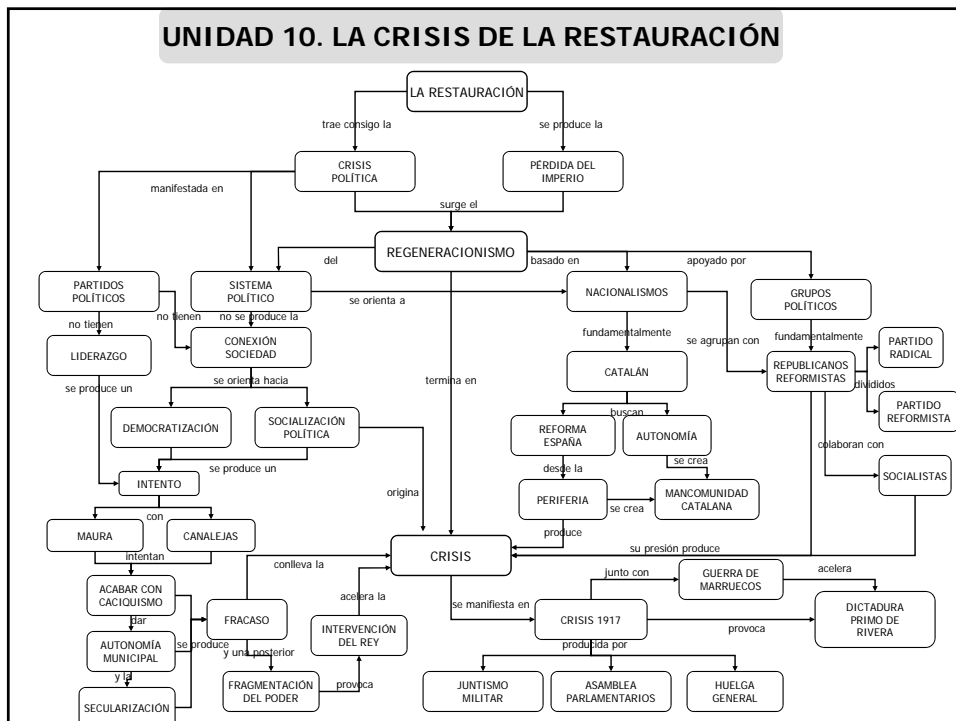 UNIDAD 10. LA CRISIS DE LA RESTAURACIÓN
LA RESTAURACIÓN
trae consigo la
se produce la
CRISIS
POLÍTICA
PÉRDIDA DEL
IMPERIO
manifestada en
surge el
REGENERACIONISMO
del
basado en
apoyado por
PARTIDOS
POLÍTICOS
SISTEMA
POLÍTICO
se orienta a
NACIONALISMOS
GRUPOS
POLÍTICOS
no tienen
no tienen
no se produce la
fundamentalmente
se agrupan con
fundamentalmente
LIDERAZGO
CONEXIÓN
SOCIEDAD
PARTIDO
RADICAL
CATALÁN
REPUBLICANOS
REFORMISTAS
divididos
se produce un
se orienta hacia
termina en
buscan
PARTIDO
REFORMISTA
DEMOCRATIZACIÓN
SOCIALIZACIÓN
POLÍTICA
REFORMA
ESPAÑA
AUTONOMÍA
colaboran con
se produce un
desde la
se crea
SOCIALISTAS
INTENTO
origina
PERIFERIA
se crea
MANCOMUNIDAD
CATALANA
con
MAURA
CANALEJAS
produce
intentan
CRISIS
su presión produce
conlleva la
junto con
GUERRA DE
MARRUECOS
acelera
ACABAR CON
CACIQUISMO
acelera la
se manifiesta en
dar
FRACASO
CRISIS 1917
provoca
DICTADURA
PRIMO DE
RIVERA
AUTONOMÍA
MUNICIPAL
se produce
INTERVENCIÓN
DEL REY
y una posterior
producida por
y la
SECULARIZACIÓN
FRAGMENTACIÓN
DEL PODER
provoca
JUNTISMO
MILITAR
ASAMBLEA
PARLAMENTARIOS
HUELGA
GENERAL